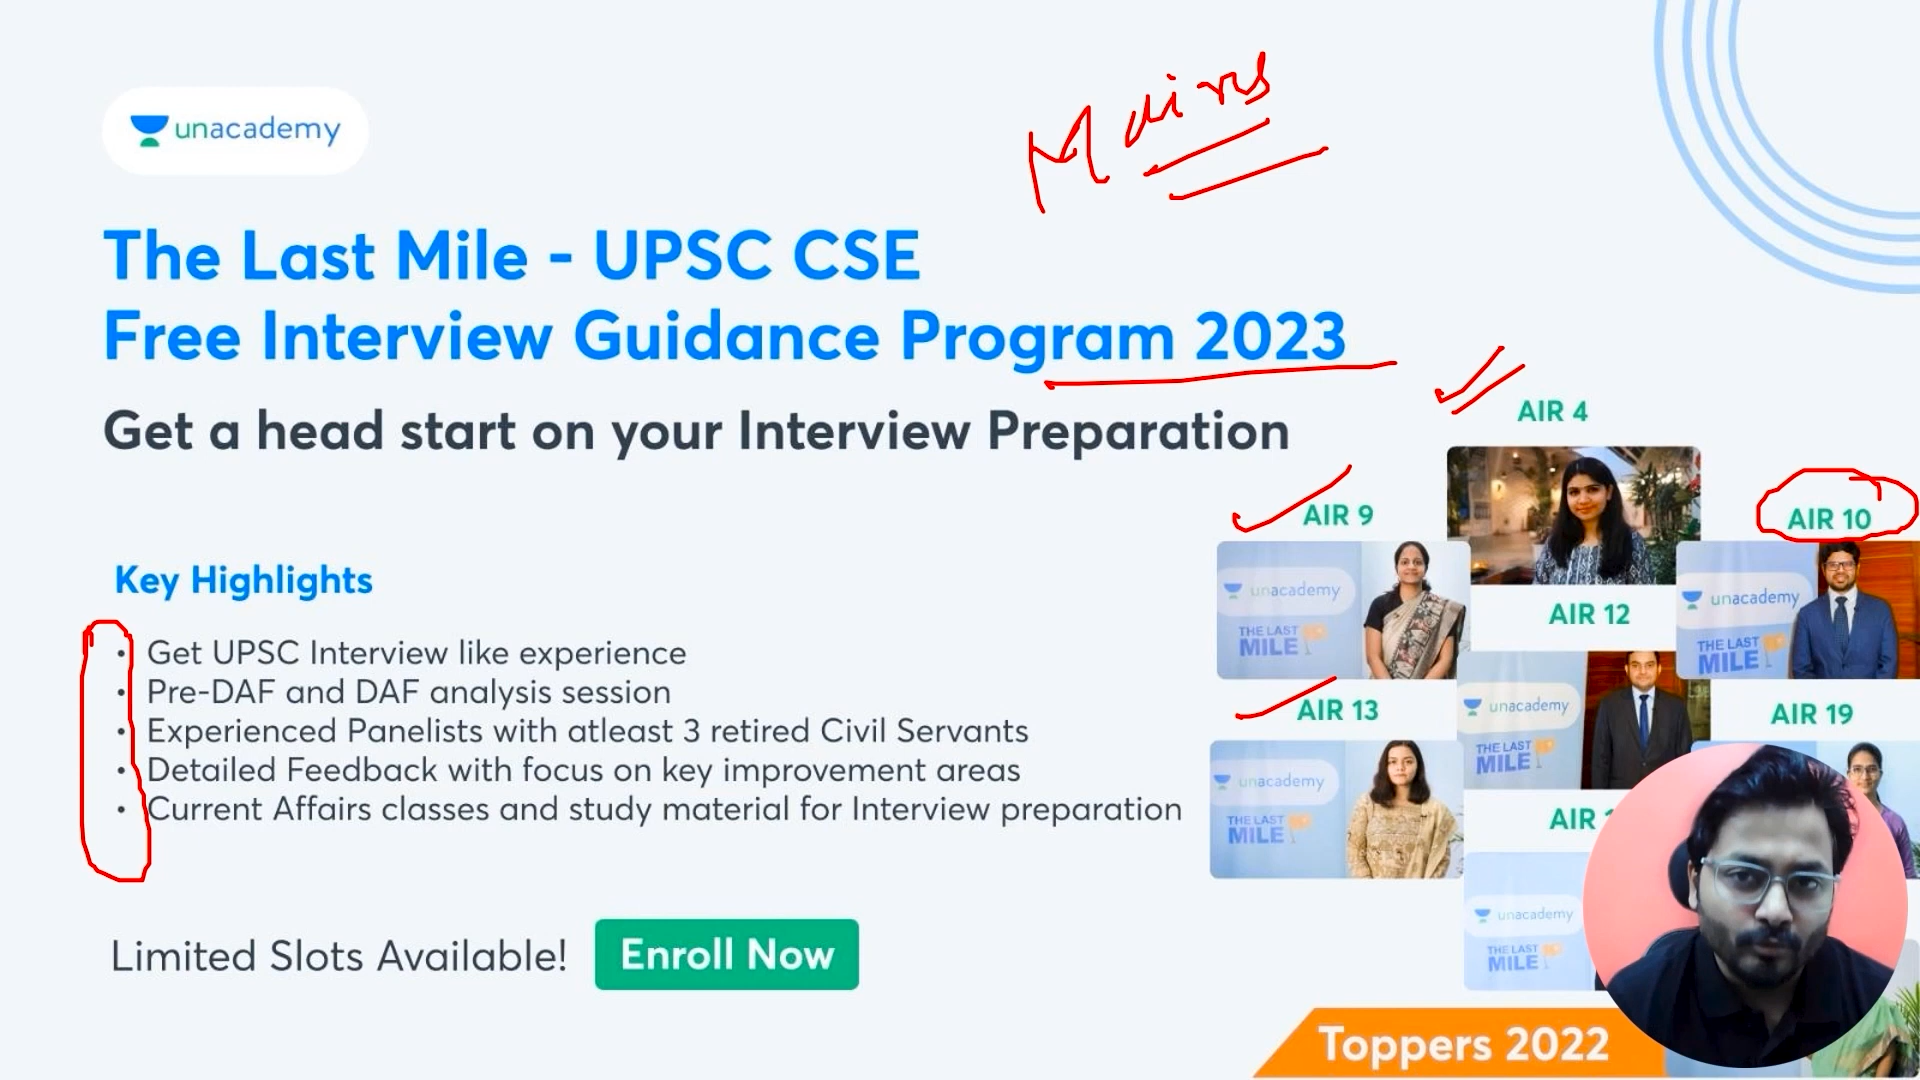 unacademy
Mains
The Last Mile - UPSC CSE
Free Interview Guidance Program 2023
Get a head start on your Interview Preparation
AIR 4
AIR 9
AIR 10
unacademy
THE LAST
MILE
unacademy
THE LAST
MILE
AIR 12
Key Highlights
• Get UPSC Interview like experience
• Pre-DAF and DAF analysis session
• Experienced Panelists with atleast 3 retired Civil Servants
• Detailed Feedback with focus on key improvement areas
• Current Affairs classes and study material for Interview preparation
AIR 13
unacademy
THE LAST
MILE
AIR 19
unacademy
THE LAST
MILE
AIR
unacademy
THE LAST
MILE
Limited Slots Available!
Enroll Now
Toppers 2022